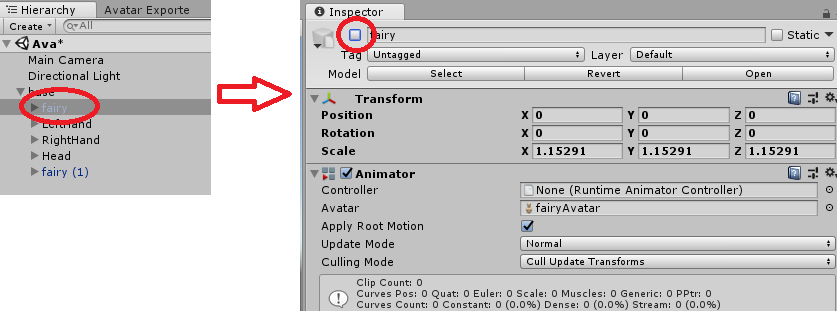 Hierarchy
Avatar Exporte
Create
All
Ava*
Main Camera
Directional Light
base
fairy
LeftHand
RightHand
Head
fairy (1)
Inspector
fairy
Static
Tag
Untagged
Layer
Default
Model
Select
Revert
Open
Transform
Position
X 0
Y 0
Z 0
Rotation
X 0
Y 0
Z 0
Scale
X 1.15291
Y 1.15291
Z 1.15291
Animator
Controller
None (Runtime Animator Controller)
Avatar
fairyAvatar
Apply Root Motion
Update Mode
Normal
Culling Mode
Cull Update Transforms
Clip Count: 0
Curves Pos: 0 Quat: 0 Euler: 0 Scale: 0 Muscles: 0 Generic: 0 PPtr: 0
Curves Count: 0 Constant: 0 (0.0%) Dense: 0 (0.0%) Stream: 0 (0.0%)